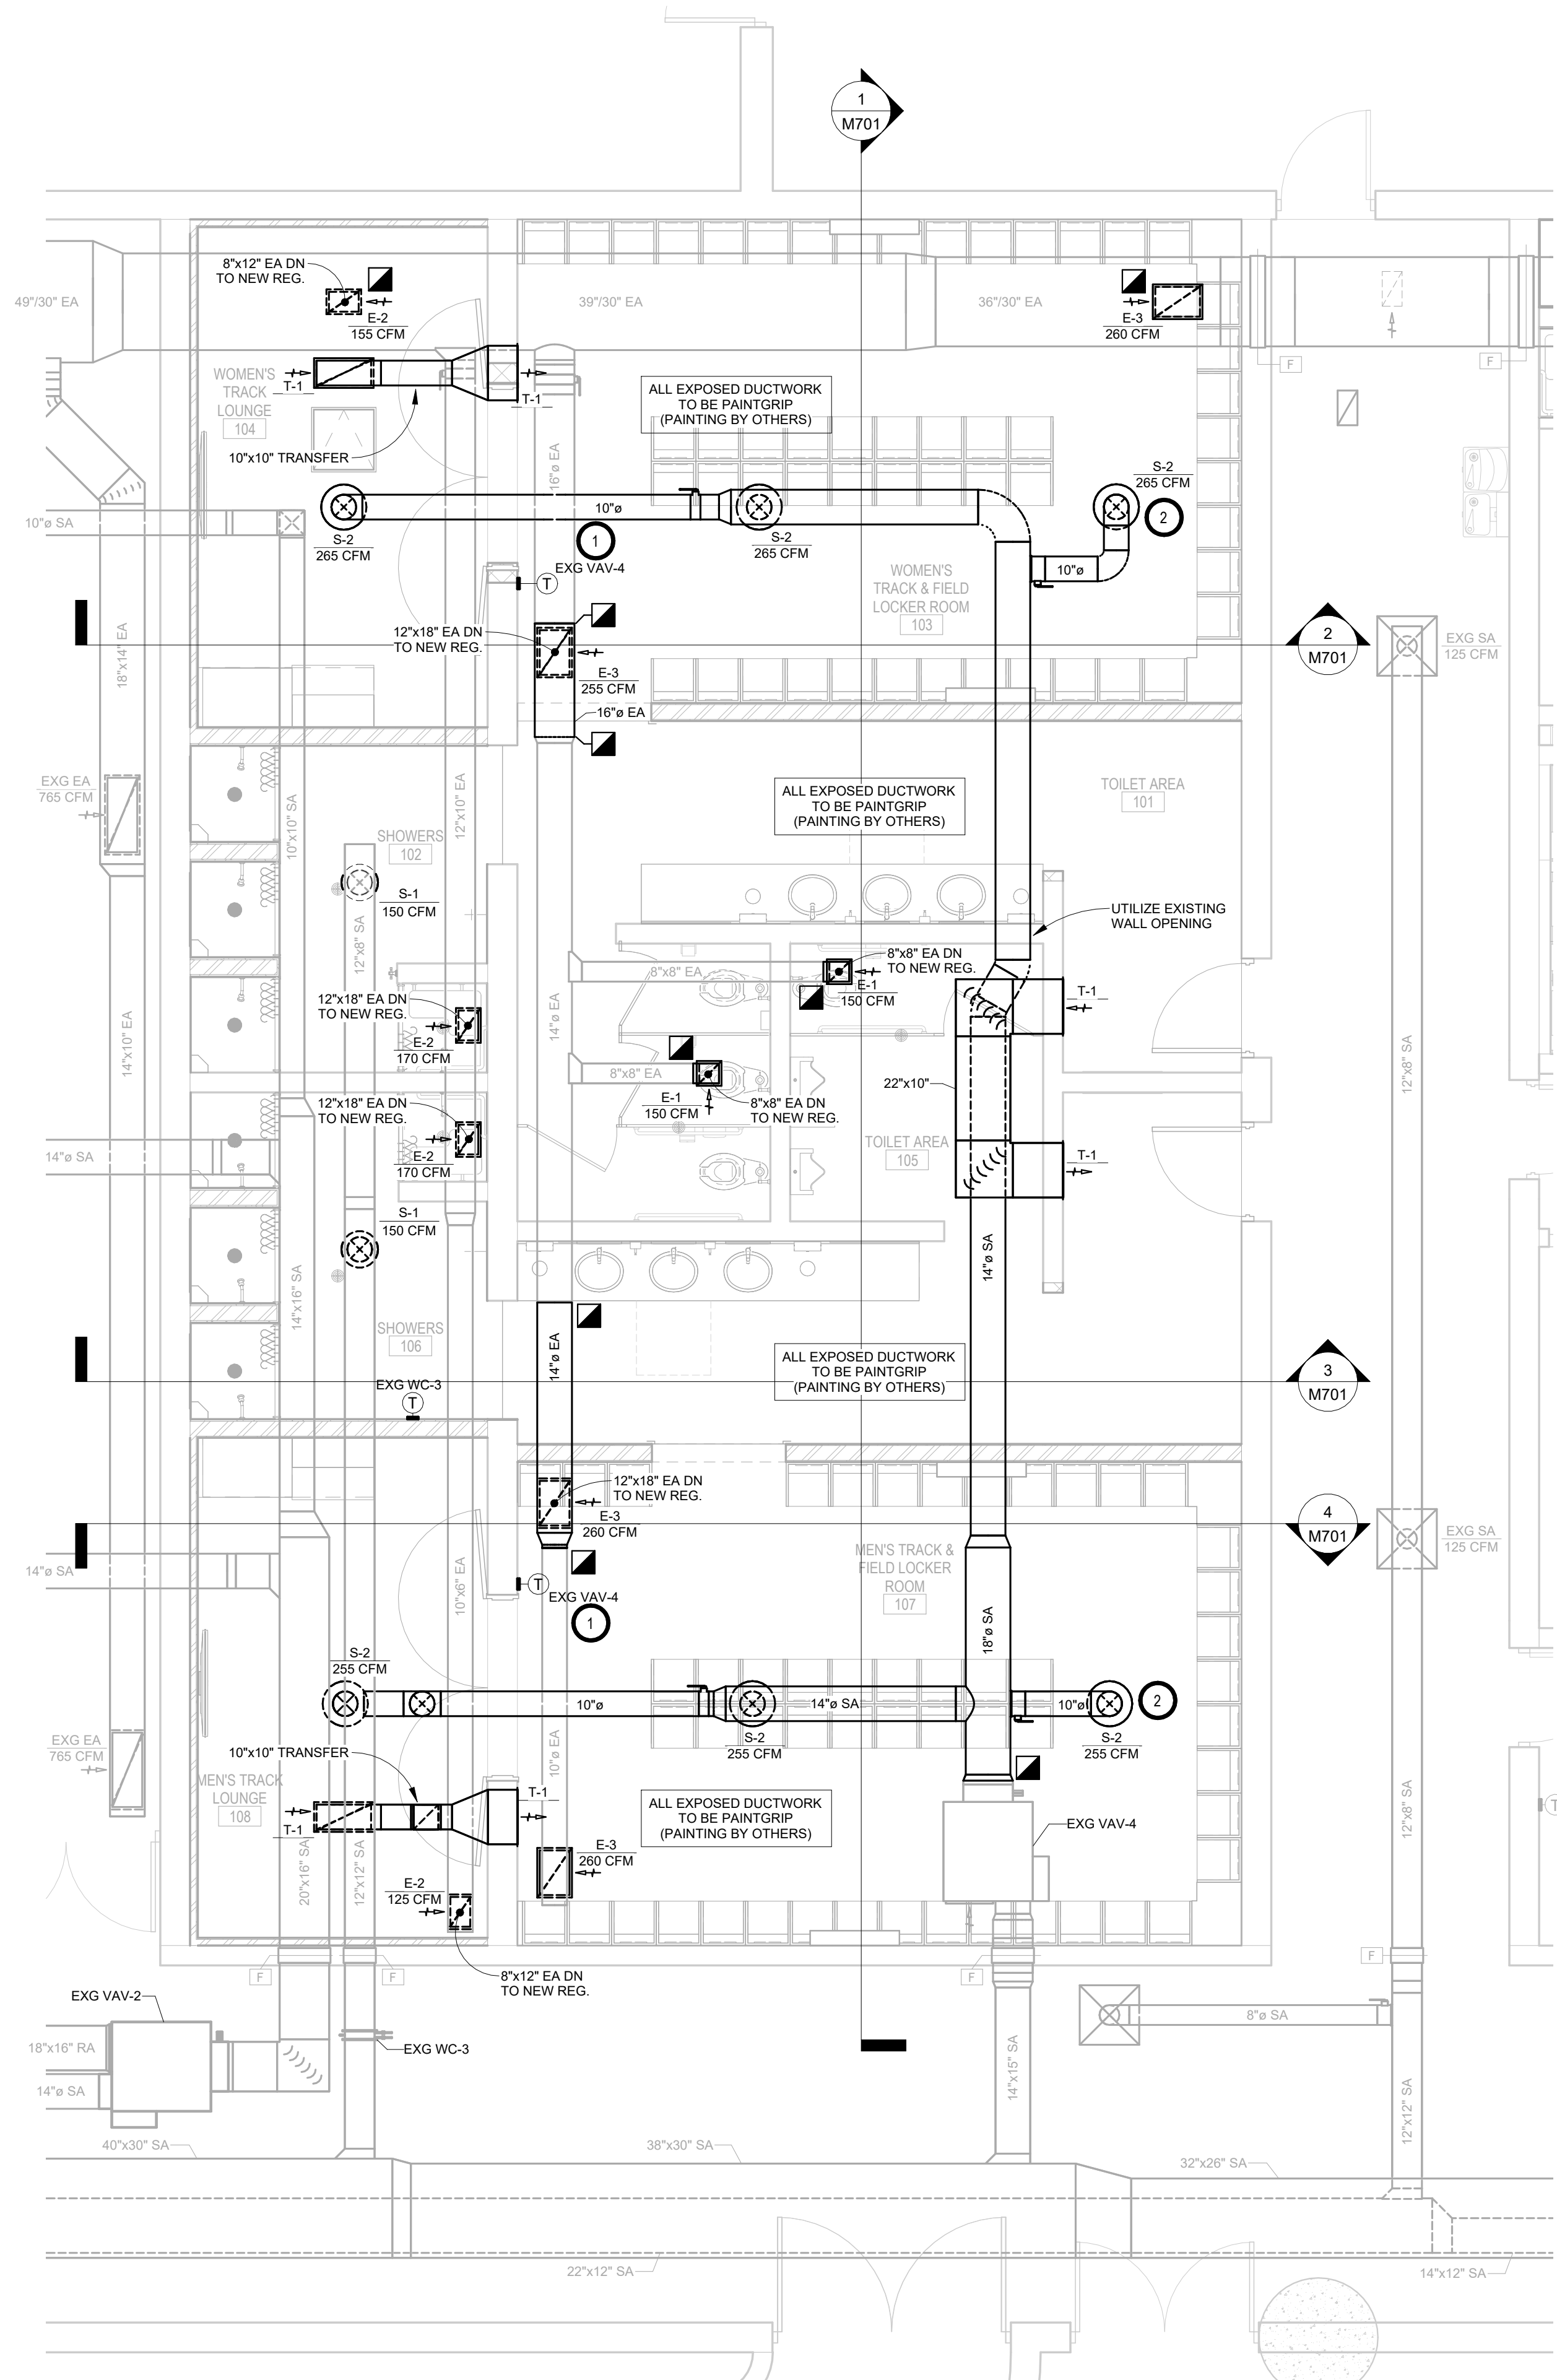 1
M701
8"x12" EA DN
TO NEW REG.
49"/30" EA
E-2
155 CFM
39"/30" EA
36"/30" EA
E-3
260 CFM
F
F
WOMEN'S
TRACK
LOUNGE
104
T-1
T-1
10"x10" TRANSFER
ALL EXPOSED DUCTWORK
TO BE PAINTGRIP
(PAINTING BY OTHERS)
16"ø EA
S-2
265 CFM
2
10"ø SA
10"ø
S-2
265 CFM
1
EXG VAV-4
T
S-2
265 CFM
10"ø
WOMEN'S
TRACK & FIELD
LOCKER ROOM
103
18"x14" EA
12"x18" EA DN
TO NEW REG.
E-3
255 CFM
16"ø EA
2
M701
EXG SA
125 CFM
EXG EA
765 CFM
10"x10" SA
12"x10" EA
SHOWERS
102
ALL EXPOSED DUCTWORK
TO BE PAINTGRIP
(PAINTING BY OTHERS)
TOILET AREA
101
S-1
150 CFM
12"x8" SA
UTILIZE EXISTING
WALL OPENING
8"x8" EA
8"x8" EA DN
TO NEW REG.
E-1
150 CFM
12"x18" EA DN
TO NEW REG.
E-2
170 CFM
14"ø EA
14"x10" EA
T-1
8"x8" EA
E-1
150 CFM
8"x8" EA DN
TO NEW REG.
22"x10"
12"x8" SA
12"x18" EA DN
TO NEW REG.
E-2
170 CFM
TOILET AREA
105
T-1
14"ø SA
S-1
150 CFM
14"x16" SA
14"ø SA
SHOWERS
106
14"ø EA
ALL EXPOSED DUCTWORK
TO BE PAINTGRIP
(PAINTING BY OTHERS)
3
M701
EXG WC-3
T
12"x18" EA DN
TO NEW REG.
E-3
260 CFM
4
M701
EXG SA
125 CFM
14"ø SA
10"x6" EA
T
EXG VAV-4
1
MEN'S TRACK &
FIELD LOCKER
ROOM
107
18"ø SA
S-2
255 CFM
10"ø
14"ø SA
10"ø
2
S-2
255 CFM
S-2
255 CFM
EXG EA
765 CFM
10"x10" TRANSFER
10"ø EA
MEN'S TRACK
LOUNGE
108
T-1
T-1
ALL EXPOSED DUCTWORK
TO BE PAINTGRIP
(PAINTING BY OTHERS)
EXG VAV-4
12"x8" SA
T
20"x16" SA
12"x12" SA
E-3
260 CFM
E-2
125 CFM
8"x12" EA DN
TO NEW REG.
F
F
F
F
EXG VAV-2
18"x16" RA
14"ø SA
EXG WC-3
14"x15" SA
8"ø SA
12"x12" SA
40"x30" SA
38"x30" SA
32"x26" SA
22"x12" SA
14"x12" SA